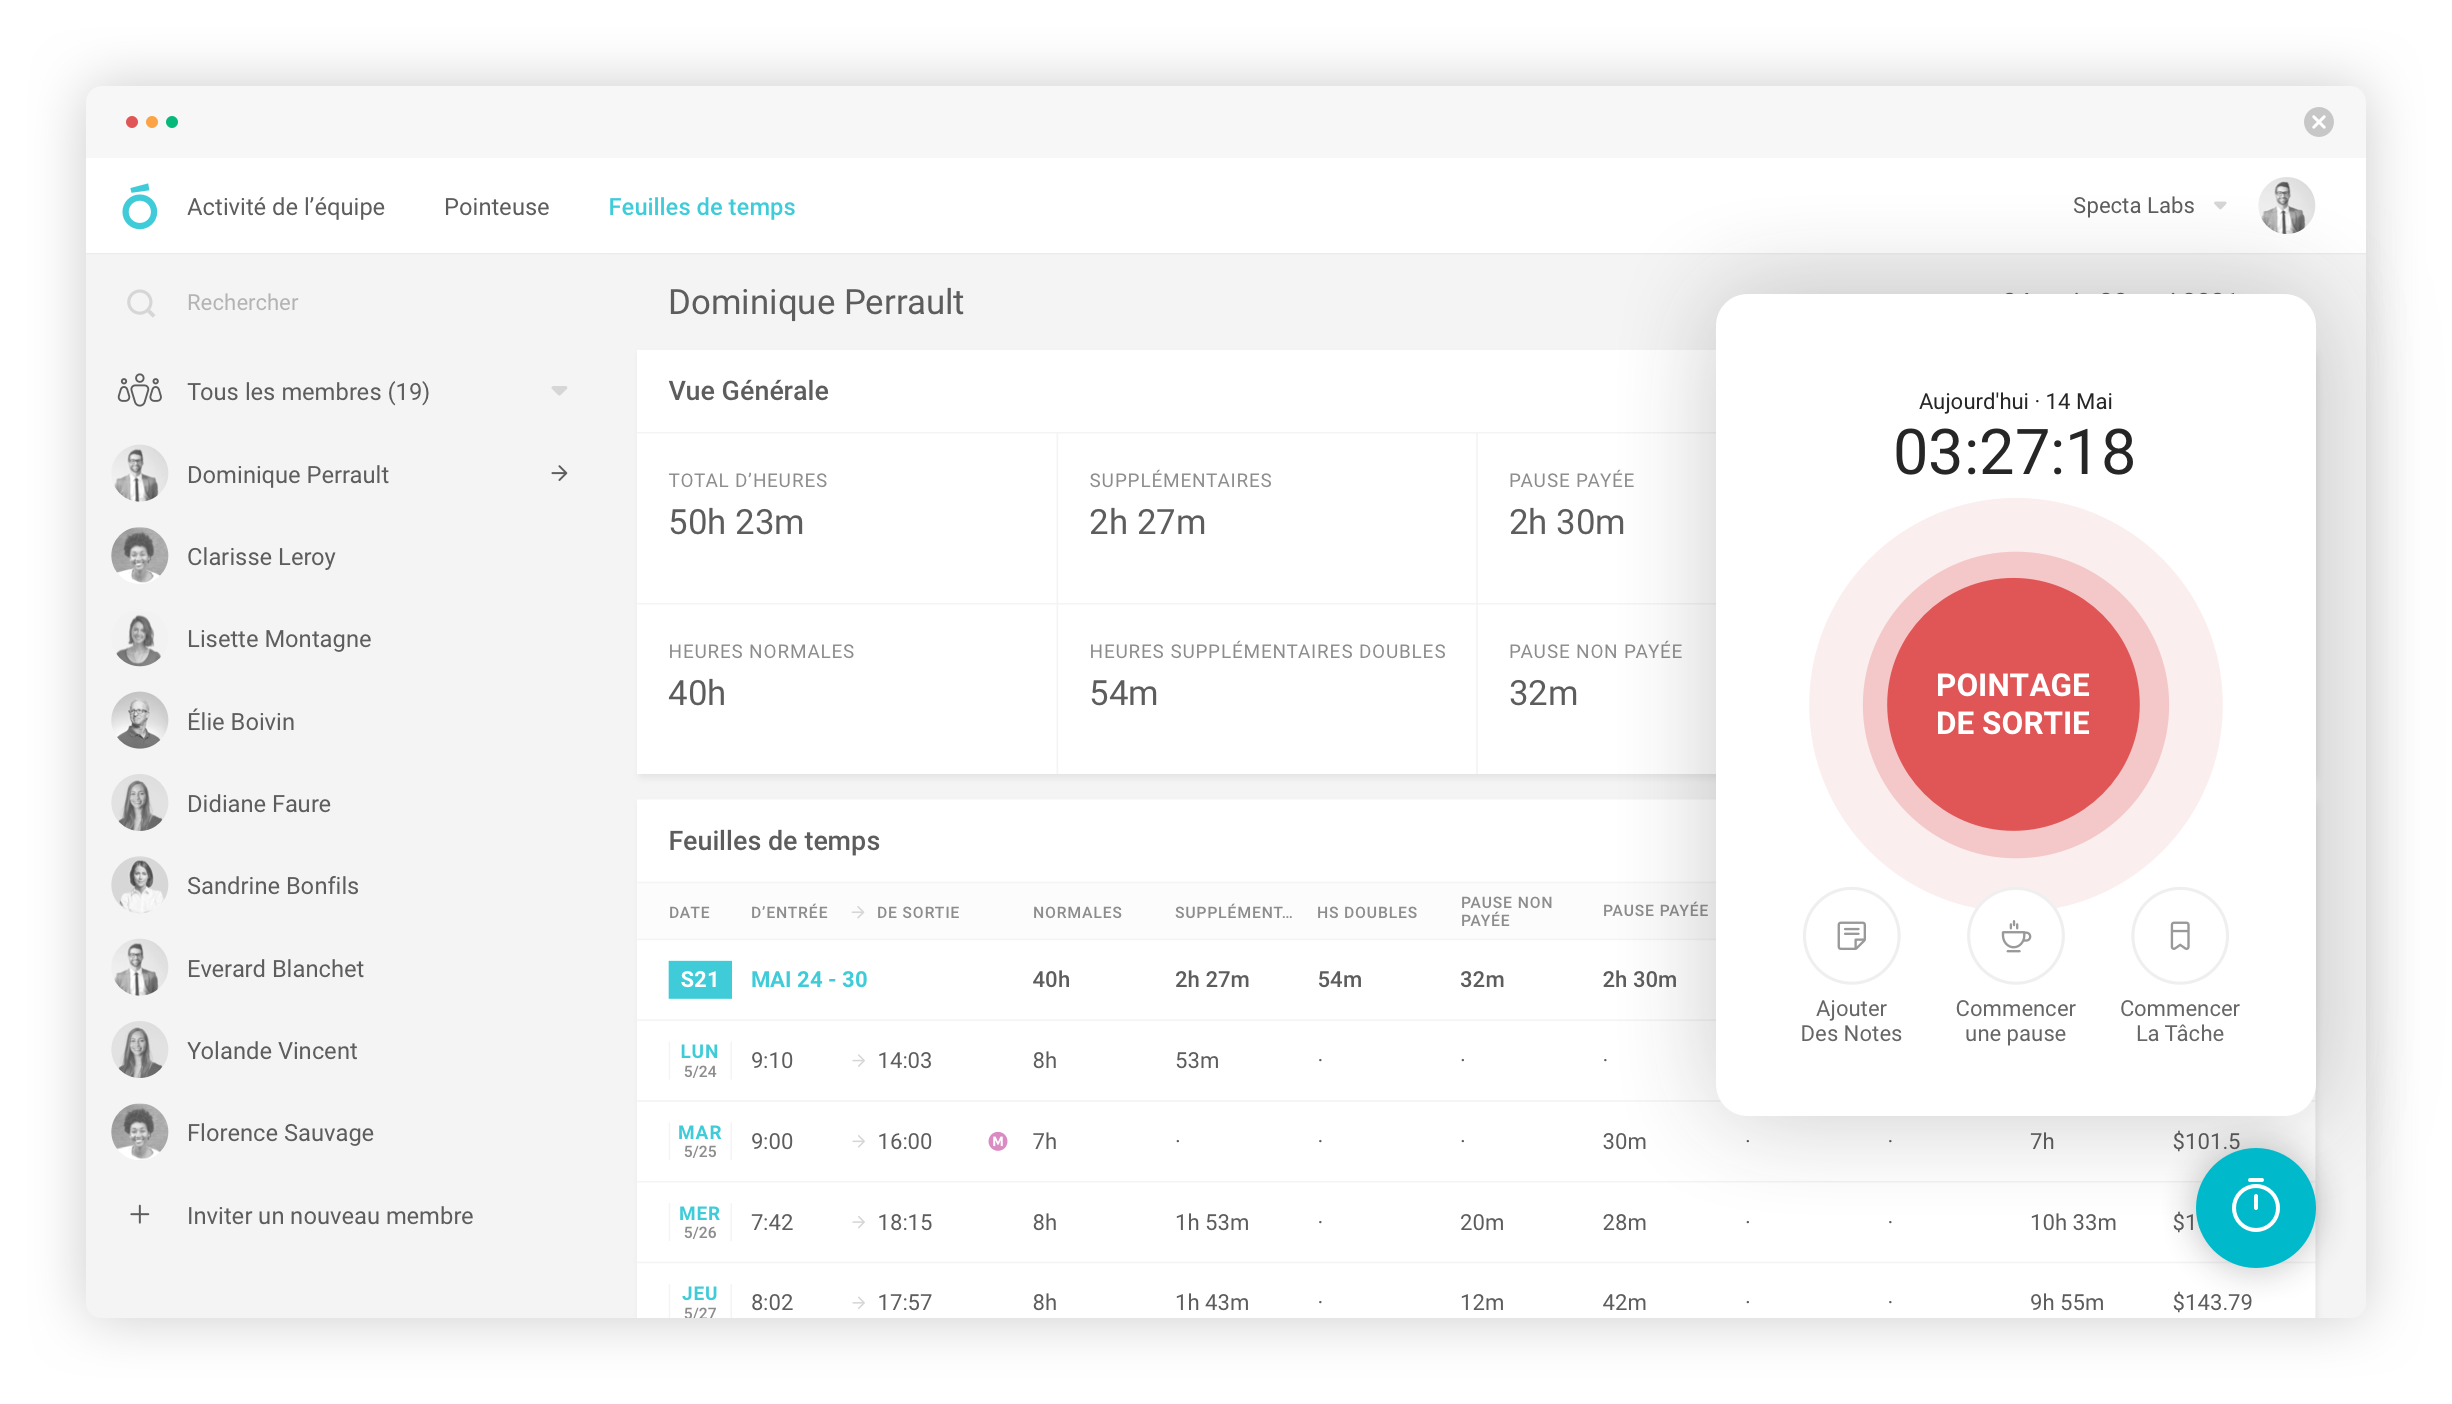 Activité de l’équipe
Pointeuse
Feuilles de temps
Specta Labs
Rechercher
Tous les membres (19)
Dominique Perrault
Clarisse Leroy
Lisette Montagne
Élie Boivin
Didiane Faure
Sandrine Bonfils
Everard Blanchet
Yolande Vincent
Florence Sauvage
Inviter un nouveau membre
Dominique Perrault
Vue Générale
TOTAL D’HEURES
50h 23m
SUPPLÉMENTAIRES
2h 27m
PAUSE PAYÉE
2h 30m
HEURES NORMALES
40h
HEURES SUPPLÉMENTAIRES DOUBLES
54m
PAUSE NON PAYÉE
32m
Feuilles de temps
DATE D’ENTRÉE → DE SORTIE NORMALES SUPPLÉMENT... HS DOUBLES PAUSE NON PAYÉE PAUSE PAYÉE
S21 MAI 24 - 30 40h 2h 27m 54m 32m 2h 30m
LUN 5/24 9:10 → 14:03 8h 53m · · ·
MAR 5/25 9:00 → 16:00 M 7h · · · 30m · · 7h $101.5
MER 5/26 7:42 → 18:15 8h 1h 53m · 20m 28m · · 10h 33m $1
JEU 5/27 8:02 → 17:57 8h 1h 43m · 12m 42m · · 9h 55m $143.79
Aujourd'hui · 14 Mai
03:27:18
POINTAGE
DE SORTIE
Ajouter
Des Notes
Commencer
une pause
Commencer
La Tâche